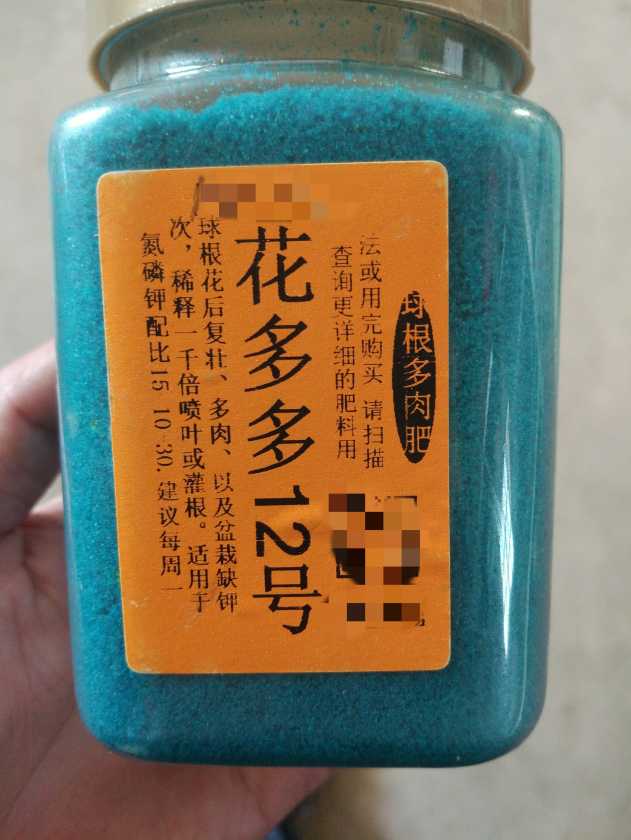 氮磷钾配比15 10-30.建议每周一
次，稀释一千倍喷叶或灌根。适用于
球根花后复壮、多肉、以及盆栽缺钾
花多多12号
查询更详细的肥料用
法或用完购买 请扫描
球根多肉肥